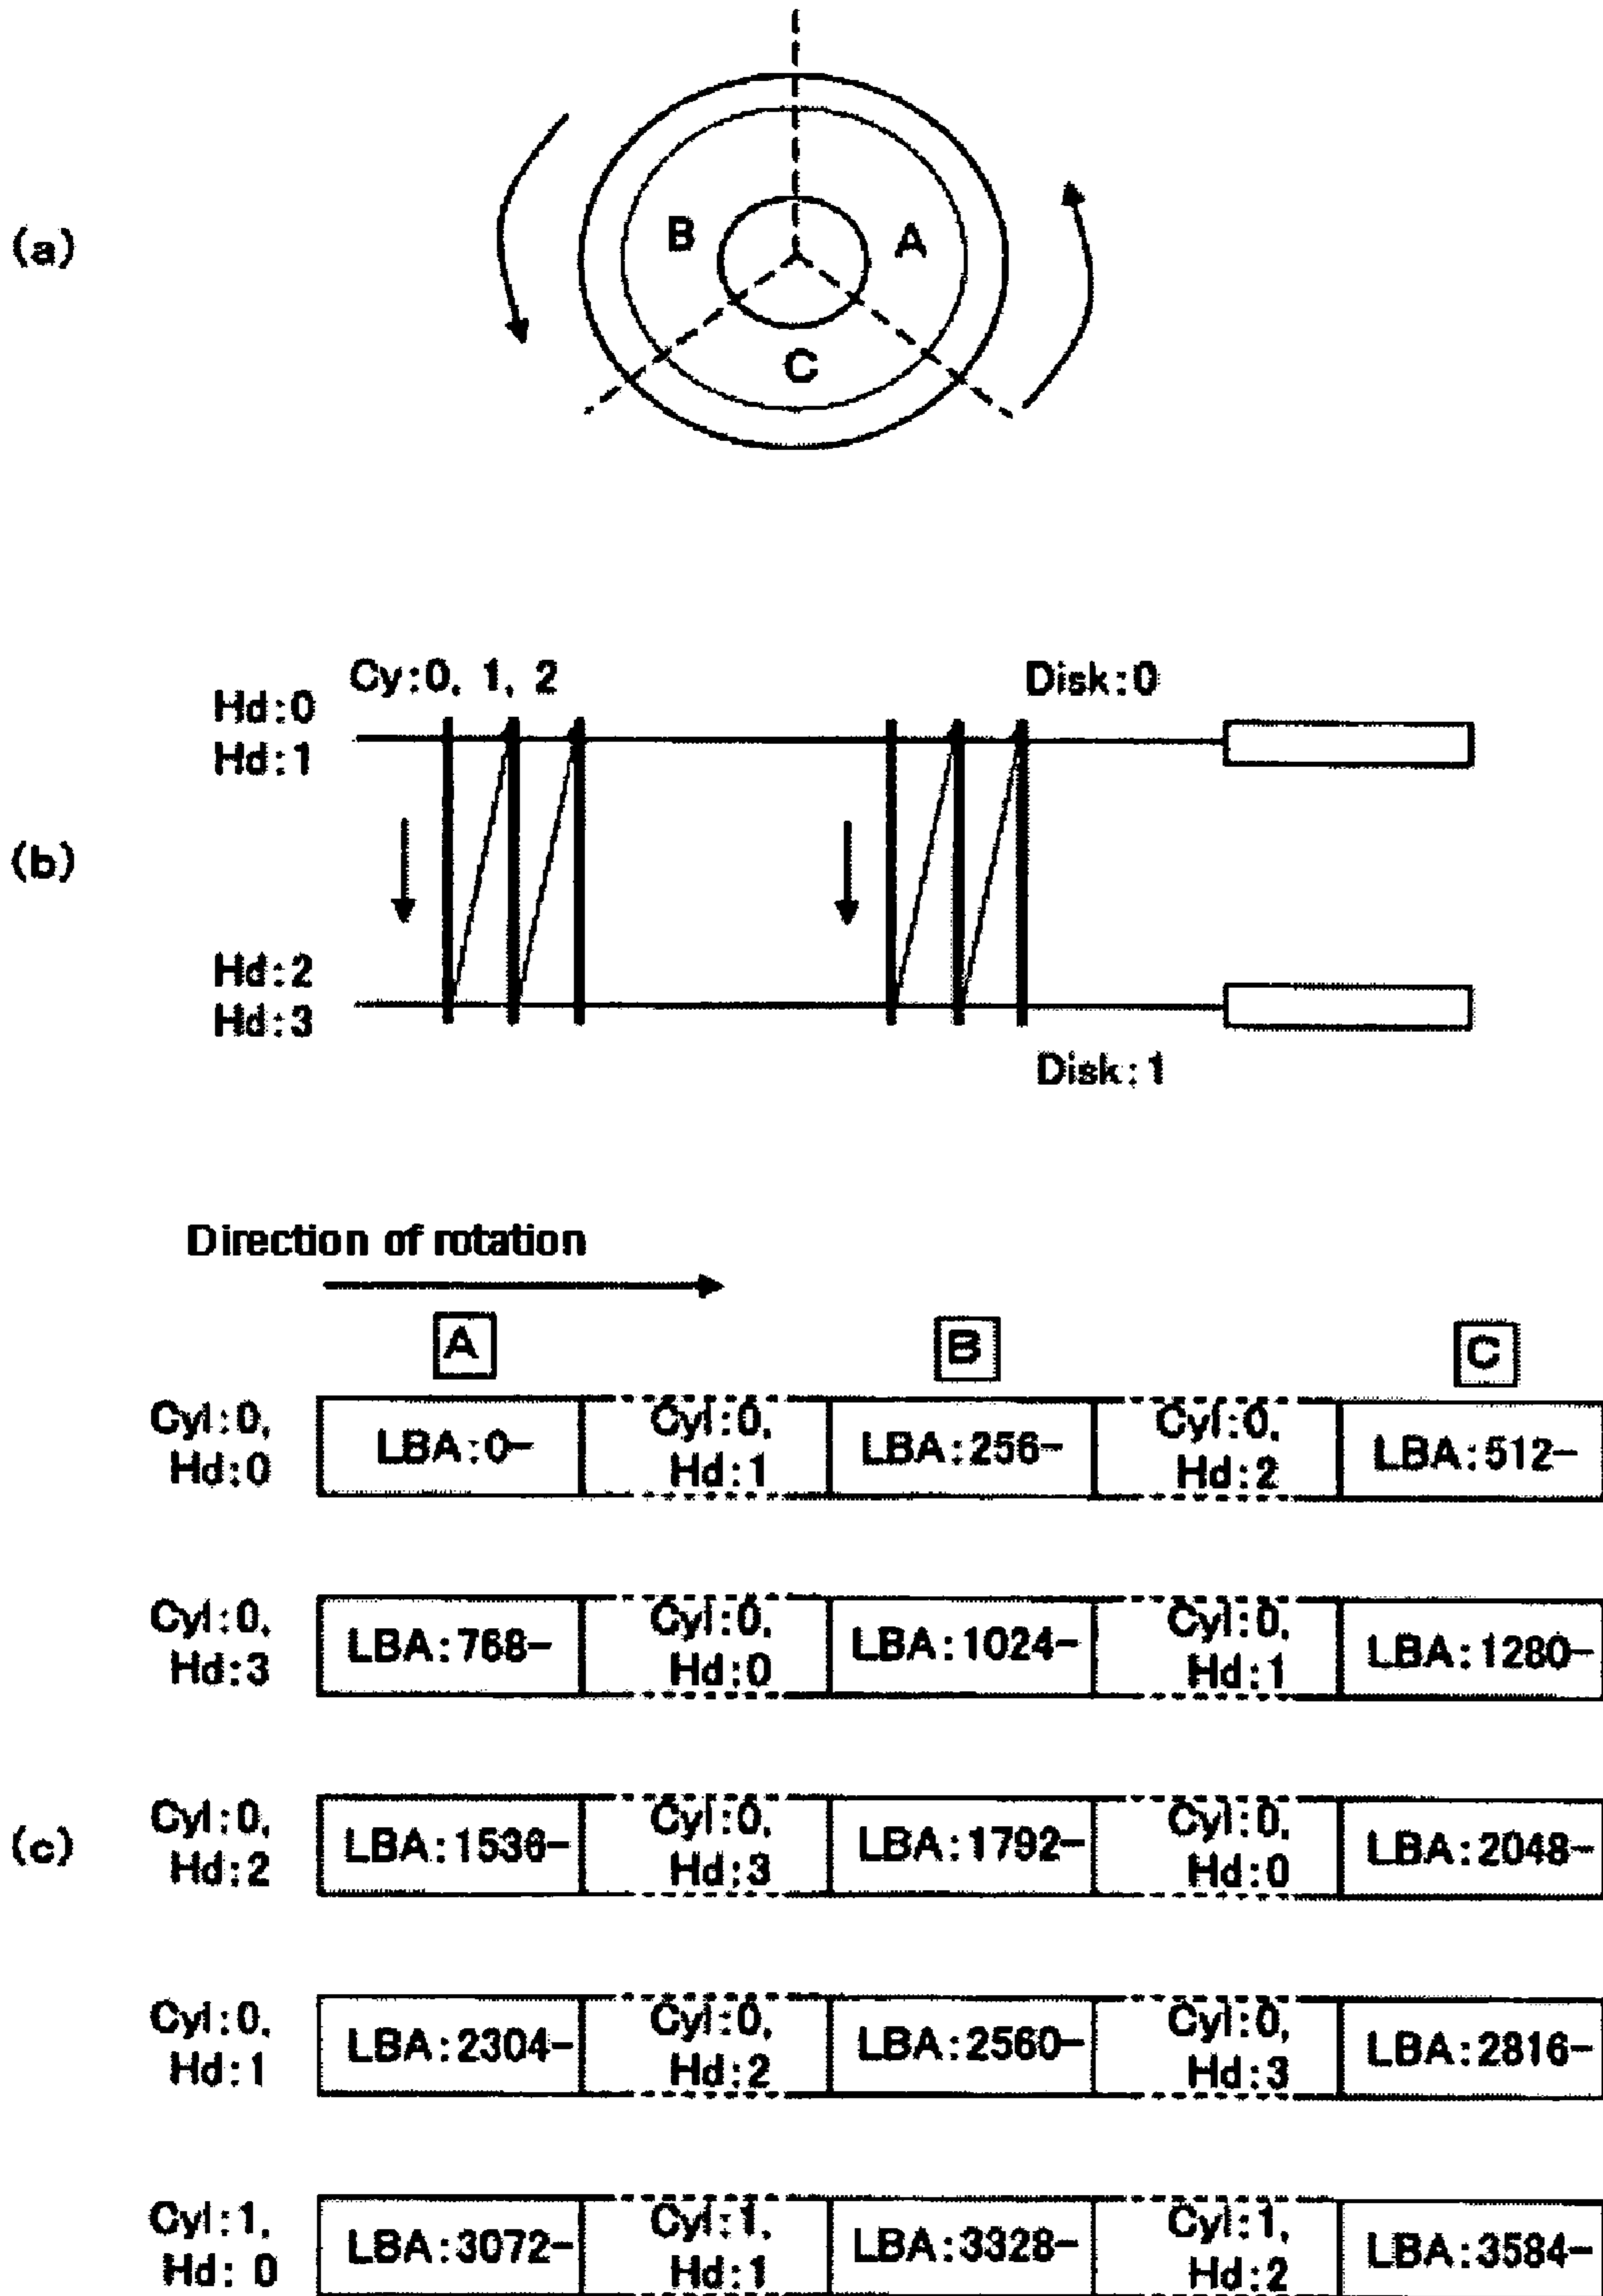 (a)
B
A
C
Cy:0, 1, 2
Disk:0
Hd:0
Hd:1
(b)
Hd:2
Hd:3
Disk:1
Direction of rotation
A
B
C
Cyl:0,
Hd:0
LBA:0-
Cyl:0,
Hd:1
LBA:256-
Cyl:0,
Hd:2
LBA:512-
Cyl:0,
Hd:3
LBA:768-
Cyl:0,
Hd:0
LBA:1024-
Cyl:0,
Hd:1
LBA:1280-
(c)
Cyl:0,
Hd:2
LBA:1536-
Cyl:0,
Hd:3
LBA:1792-
Cyl:0,
Hd:0
LBA:2048-
Cyl:0,
Hd:1
LBA:2304-
Cyl:0,
Hd:2
LBA:2560-
Cyl:0,
Hd:3
LBA:2816-
Cyl:1,
Hd: 0
LBA:3072-
Cyl:1,
Hd:1
LBA:3328-
Cyl:1,
Hd:2
LBA:3584-